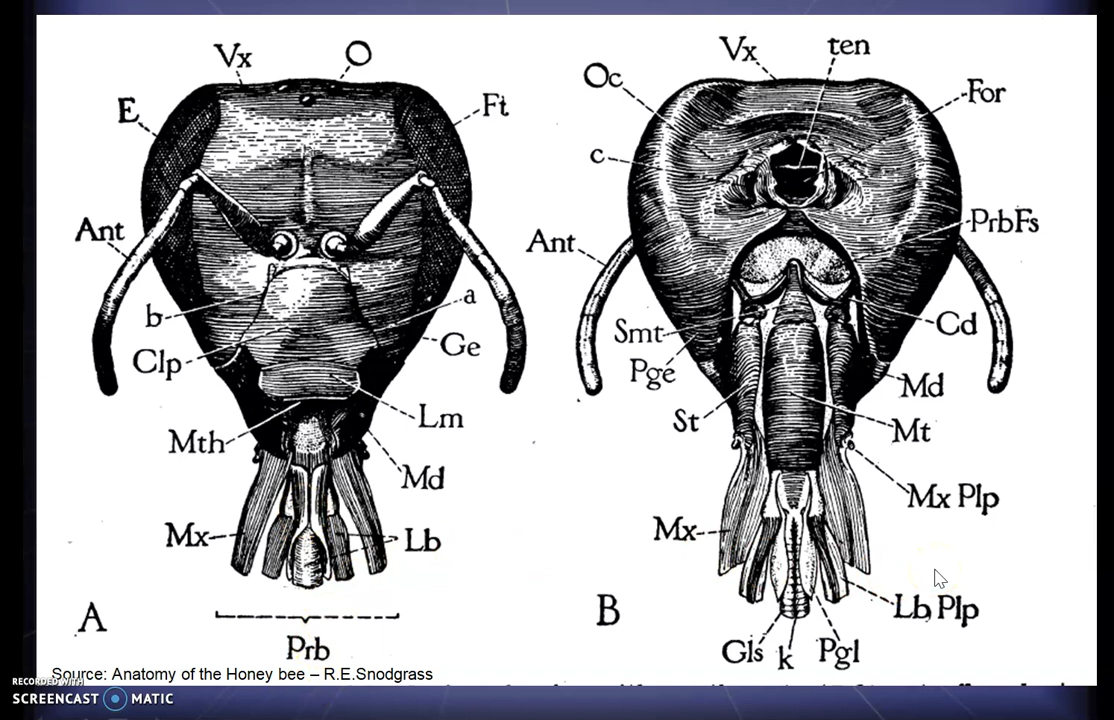 Vx
O
E
Ft
Ant
b
a
Clp
Ge
Lm
Mth
Md
Mx
Lb
A
Prb
Vx
ten
Oc
For
c
PrbFs
Ant
Smt
Cd
Pge
Md
St
Mt
Mx Plp
Mx
Lb Plp
B
Gls
k
Pgl
Source: Anatomy of the Honey bee – R.E.Snodgrass
RECORDED WITH
SCREENCAST MATIC